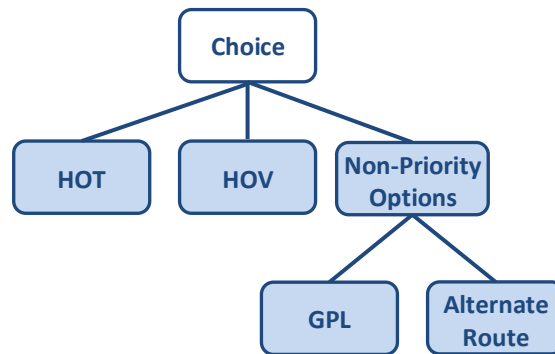 Choice
HOT
HOV
Non-Priority
Options
GPL
Alternate
Route